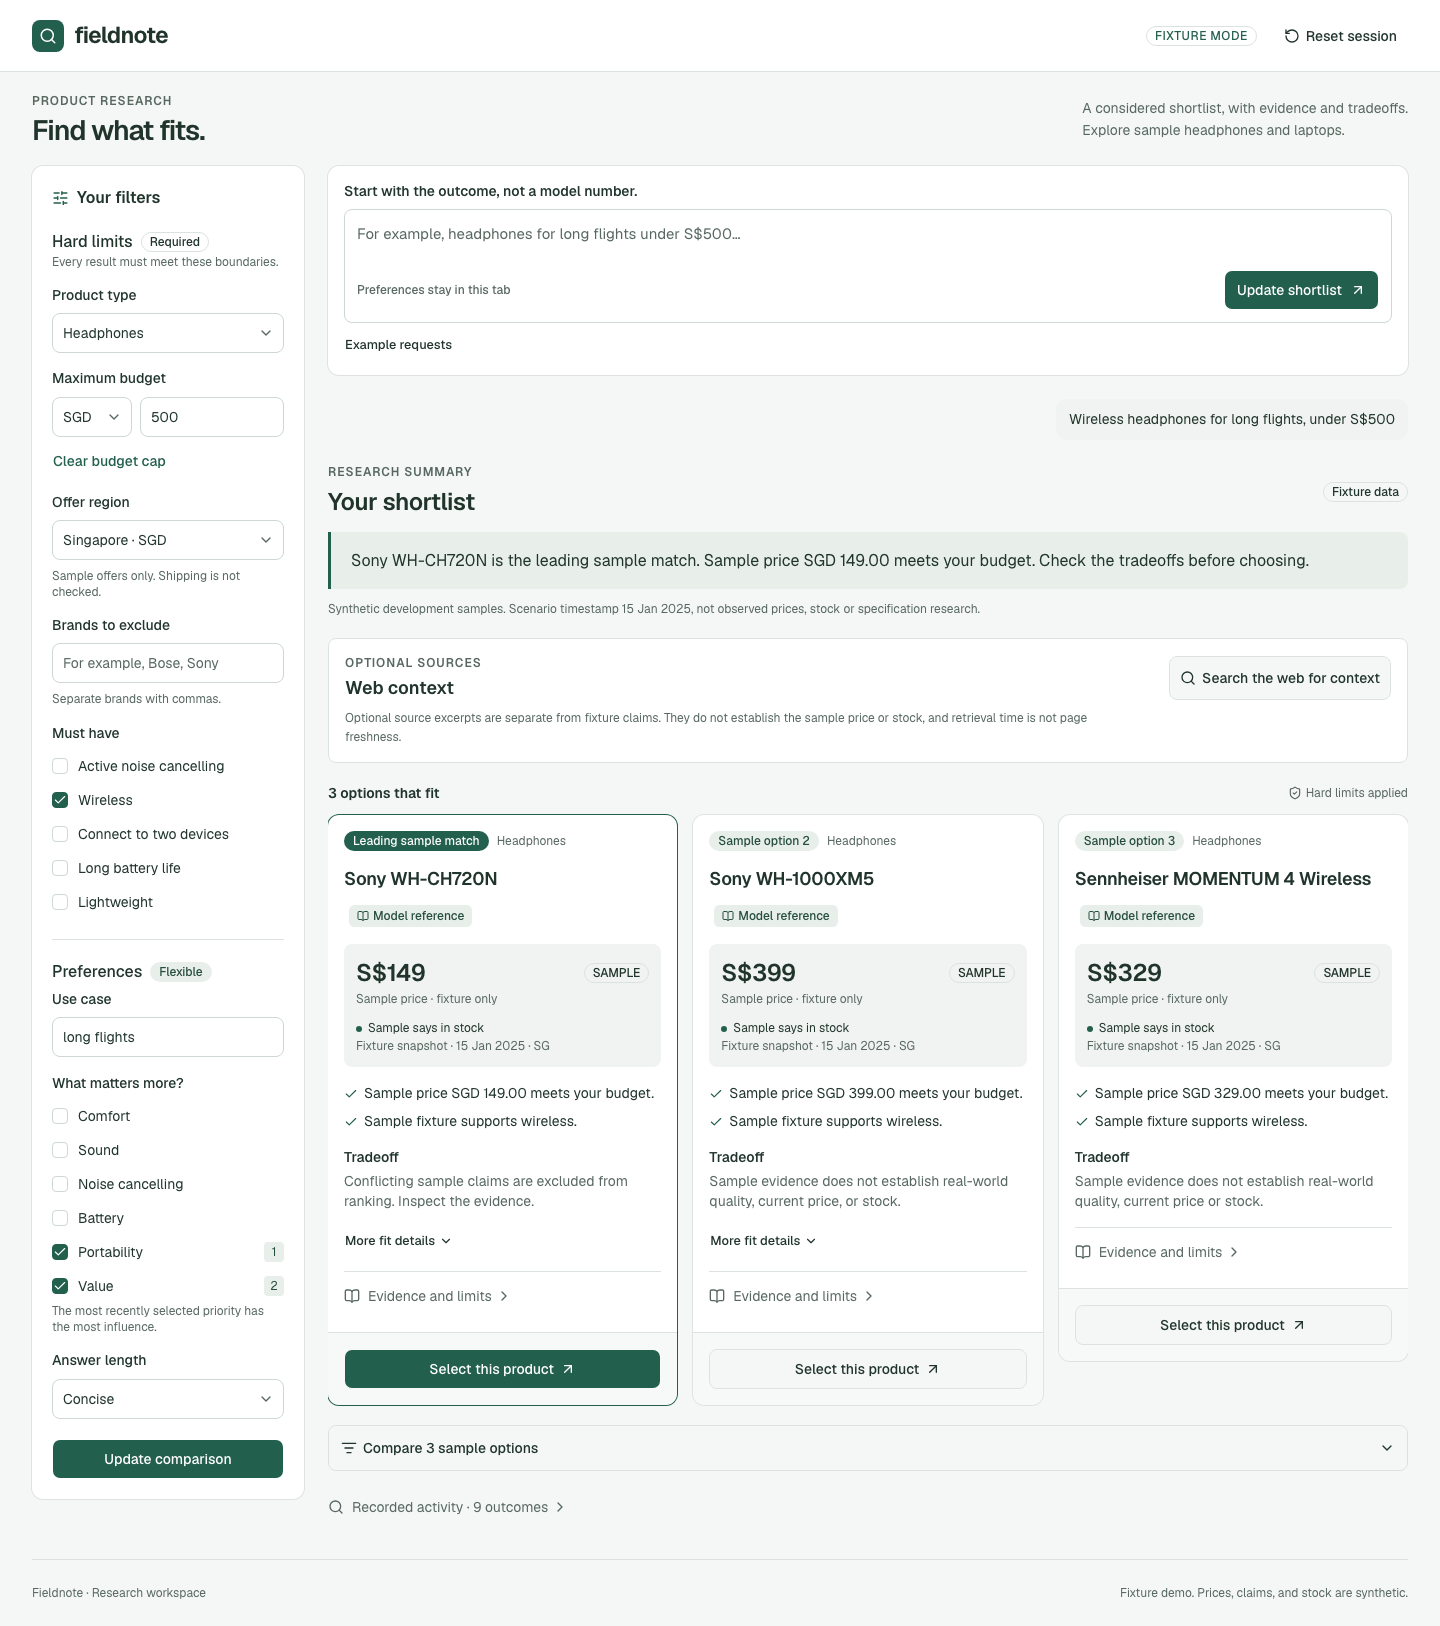 fieldnote
FIXTURE MODE
Reset session
PRODUCT RESEARCH
Find what fits.
A considered shortlist, with evidence and tradeoffs.
Explore sample headphones and laptops.
Your filters
Hard limits
Required
Every result must meet these boundaries.
Product type
Headphones
Maximum budget
SGD
500
Clear budget cap
Offer region
Singapore · SGD
Sample offers only. Shipping is not
checked.
Brands to exclude
For example, Bose, Sony
Separate brands with commas.
Must have
Active noise cancelling
Wireless
Connect to two devices
Long battery life
Lightweight
Preferences
Flexible
Use case
long flights
What matters more?
Comfort
Sound
Noise cancelling
Battery
Portability
1
Value
2
The most recently selected priority has
the most influence.
Answer length
Concise
Update comparison
Start with the outcome, not a model number.
For example, headphones for long flights under S$500...
Preferences stay in this tab
Update shortlist
Example requests
Wireless headphones for long flights, under S$500
RESEARCH SUMMARY
Your shortlist
Fixture data
Sony WH-CH720N is the leading sample match. Sample price SGD 149.00 meets your budget. Check the tradeoffs before choosing.
Synthetic development samples. Scenario timestamp 15 Jan 2025, not observed prices, stock or specification research.
OPTIONAL SOURCES
Web context
Search the web for context
Optional source excerpts are separate from fixture claims. They do not establish the sample price or stock, and retrieval time is not page
freshness.
3 options that fit
Hard limits applied
Leading sample match
Headphones
Sony WH-CH720N
Model reference
S$149
SAMPLE
Sample price · fixture only
Sample says in stock
Fixture snapshot · 15 Jan 2025 · SG
Sample price SGD 149.00 meets your budget.
Sample fixture supports wireless.
Tradeoff
Conflicting sample claims are excluded from
ranking. Inspect the evidence.
More fit details
Evidence and limits
Select this product
Sample option 2
Headphones
Sony WH-1000XM5
Model reference
S$399
SAMPLE
Sample price · fixture only
Sample says in stock
Fixture snapshot · 15 Jan 2025 · SG
Sample price SGD 399.00 meets your budget.
Sample fixture supports wireless.
Tradeoff
Sample evidence does not establish real-world
quality, current price, or stock.
More fit details
Evidence and limits
Select this product
Sample option 3
Headphones
Sennheiser MOMENTUM 4 Wireless
Model reference
S$329
SAMPLE
Sample price · fixture only
Sample says in stock
Fixture snapshot · 15 Jan 2025 · SG
Sample price SGD 329.00 meets your budget.
Sample fixture supports wireless.
Tradeoff
Sample evidence does not establish real-world
quality, current price or stock.
Evidence and limits
Select this product
Compare 3 sample options
Recorded activity · 9 outcomes
Fieldnote · Research workspace
Fixture demo. Prices, claims, and stock are synthetic.